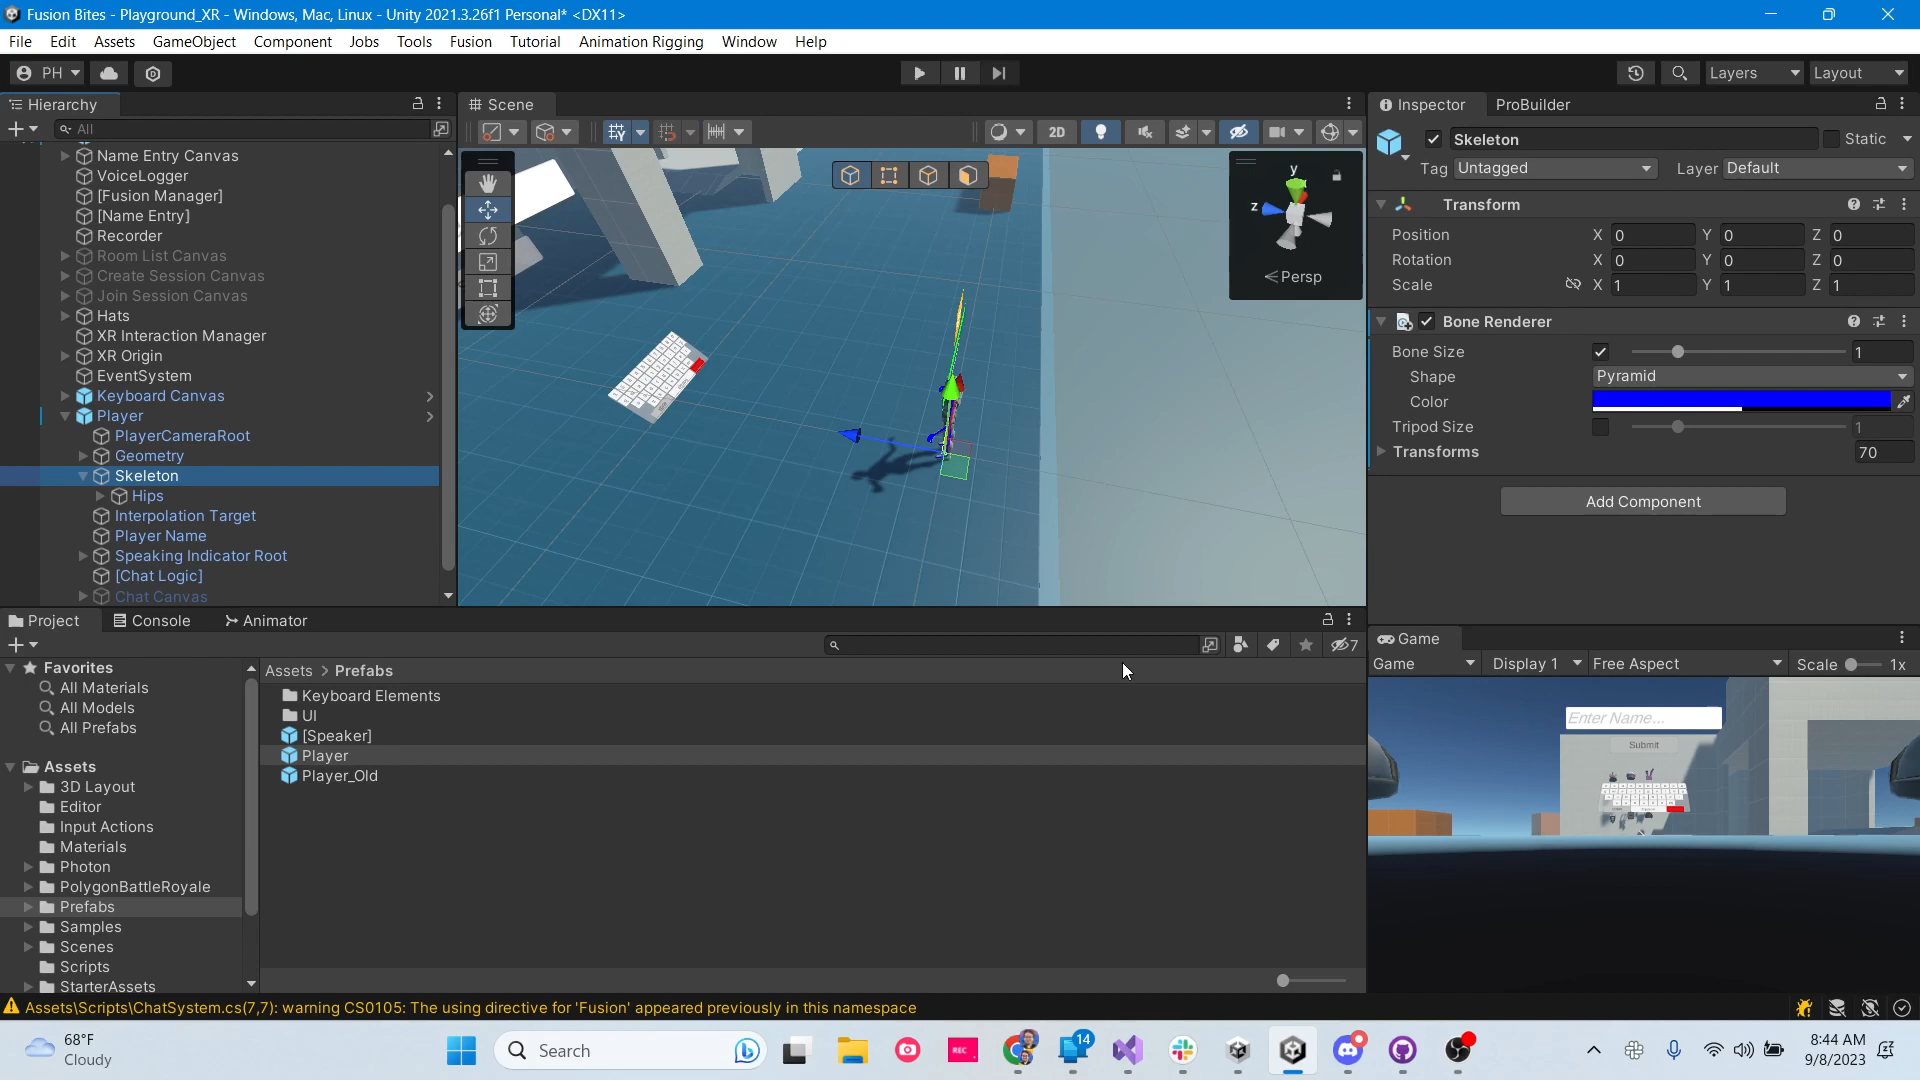 Fusion Bites - Playground_XR - Windows, Mac, Linux - Unity 2021.3.26f1 Personal* <DX11>
File Edit Assets GameObject Component Jobs Tools Fusion Tutorial Animation Rigging Window Help
PH Layers Layout
Hierarchy
All
Name Entry Canvas
VoiceLogger
[Fusion Manager]
[Name Entry]
Recorder
Room List Canvas
Create Session Canvas
Join Session Canvas
Hats
XR Interaction Manager
XR Origin
EventSystem
Keyboard Canvas
Player
PlayerCameraRoot
Geometry
Skeleton
Hips
Interpolation Target
Player Name
Speaking Indicator Root
[Chat Logic]
Chat Canvas
Scene
2D
y
z
Persp
Inspector ProBuilder
Skeleton Static
Tag Untagged Layer Default
Transform
Position X 0 Y 0 Z 0
Rotation X 0 Y 0 Z 0
Scale X 1 Y 1 Z 1
Bone Renderer
Bone Size 1
Shape Pyramid
Color
Tripod Size 1
Transforms 70
Add Component
Project Console Animator
7
Favorites
All Materials
All Models
All Prefabs
Assets
3D Layout
Editor
Input Actions
Materials
Photon
PolygonBattleRoyale
Prefabs
Samples
Scenes
Scripts
StarterAssets
Assets > Prefabs
Keyboard Elements
UI
[Speaker]
Player
Player_Old
Game
Game Display 1 Free Aspect Scale 1x
Enter Name...
Submit
Assets\Scripts\ChatSystem.cs(7,7): warning CS0105: The using directive for 'Fusion' appeared previously in this namespace
68°F
Cloudy
Search
REC
14
8:44 AM
9/8/2023